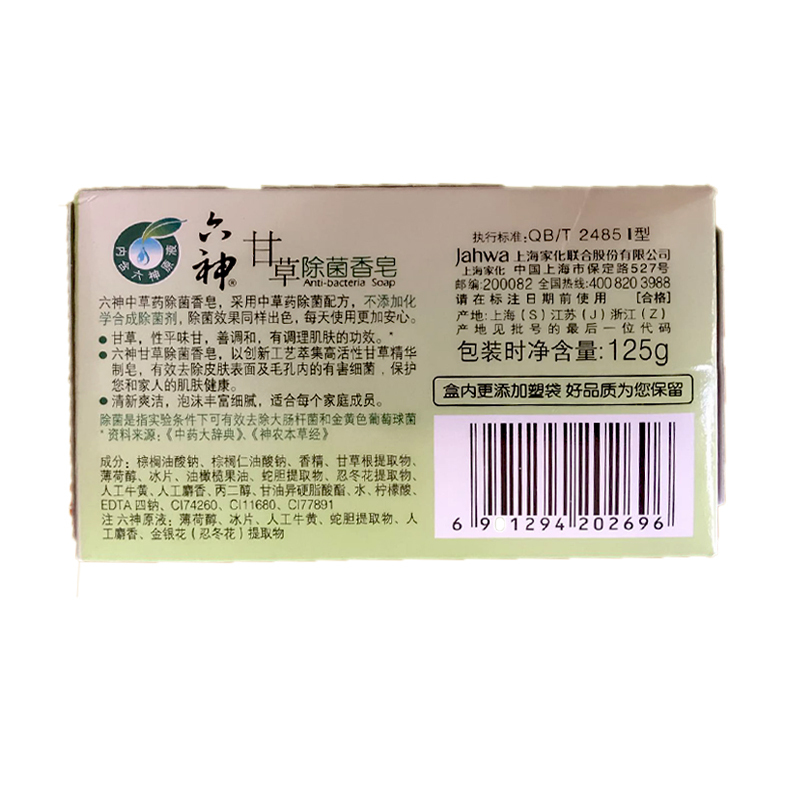 内含六神原液
六神®
甘草除菌香皂
Anti-bacteria Soap
六神中草药除菌香皂，采用中草药除菌配方，不添加化
学合成除菌剂，除菌效果同样出色，每天使用更加安心。
● 甘草，性平味甘，善调和，有调理肌肤的功效。*
● 六神甘草除菌香皂，以创新工艺萃集高活性甘草精华
制皂，有效去除皮肤表面及毛孔内的有害细菌，保护
您和家人的肌肤健康。
● 清新爽洁，泡沫丰富细腻，适合每个家庭成员。
除菌是指实验条件下可有效去除大肠杆菌和金黄色葡萄球菌
*资料来源：《中药大辞典》、《神农本草经》
成分：棕榈油酸钠、棕榈仁油酸钠、香精、甘草根提取物、
薄荷醇、冰片、油橄榄果油、蛇胆提取物、忍冬花提取物、
人工牛黄、人工麝香、丙二醇、甘油异硬脂酸酯、水、柠檬酸、
EDTA 四钠、CI74260、CI11680、CI77891
注 六神原液：薄荷醇、冰片、人工牛黄、蛇胆提取物、人
工麝香、金银花（忍冬花）提取物
执行标准：QB/T 2485 I型
Jahwa 上海家化联合股份有限公司
上海家化 中国上海市保定路527号
邮编：200082 全国热线：400 820 3988
请在标注日期前使用 [合格]
产地：上海（S）江苏（J）浙江（Z）
产地见批号的最后一位代码
包装时净含量：125g
盒内更添加塑袋 好品质为您保留
6 901294 202696